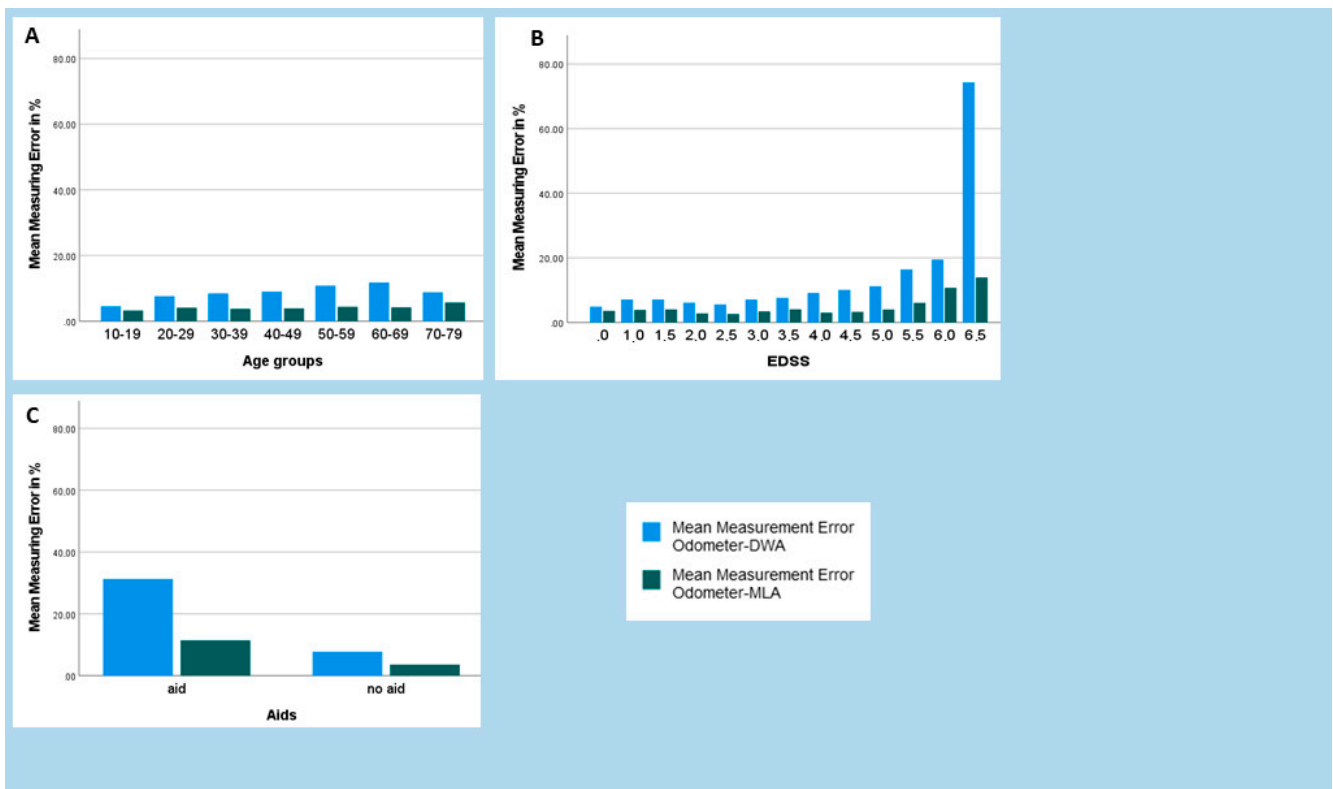 A
Mean Measuring Error in %
80.00
60.00
40.00
20.00
.00
10-19 20-29 30-39 40-49 50-59 60-69 70-79
Age groups
B
Mean Measuring Error in %
80.00
60.00
40.00
20.00
.00
.0 1.0 1.5 2.0 2.5 3.0 3.5 4.0 4.5 5.0 5.5 6.0 6.5
EDSS
C
Mean Measuring Error in %
80.00
60.00
40.00
20.00
.00
aid no aid
Aids
Mean Measurement Error
Odometer-DWA
Mean Measurement Error
Odometer-MLA